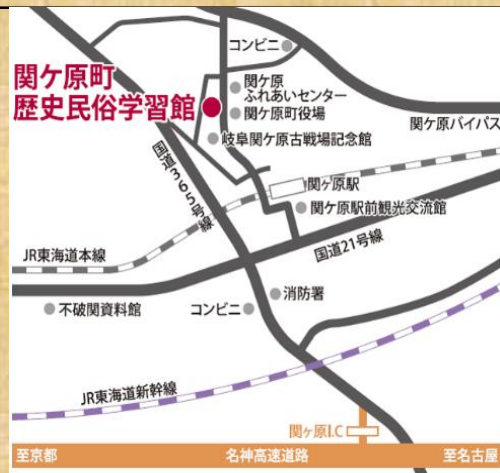 コンビニ
関ケ原町
歴史民俗学習館
関ケ原
ふれあいセンター
関ケ原町役場
関ケ原バイパス
岐阜関ケ原古戦場記念館
国道365号線
関ケ原駅
関ケ原駅前観光交流館
国道21号線
JR東海道本線
消防署
不破関資料館
コンビニ
JR東海道新幹線
関ヶ原I.C
至京都
名神高速道路
至名古屋